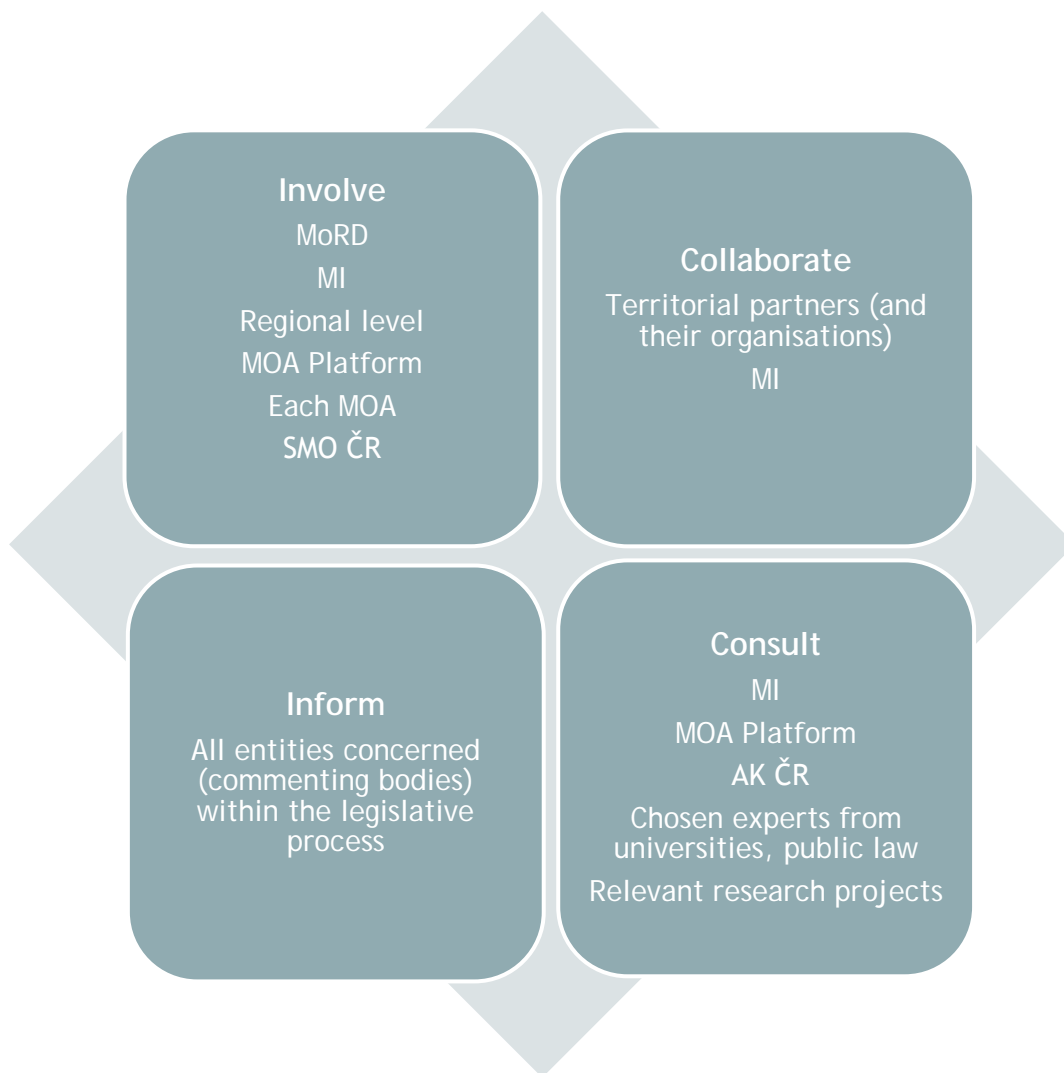 Involve
MoRD
MI
Regional level
MOA Platform
Each MOA
SMO ČR
Collaborate
Territorial partners (and
their organisations)
MI
Inform
All entities concerned
(commenting bodies)
within the legislative
process
Consult
MI
MOA Platform
AK ČR
Chosen experts from
universities, public law
Relevant research projects